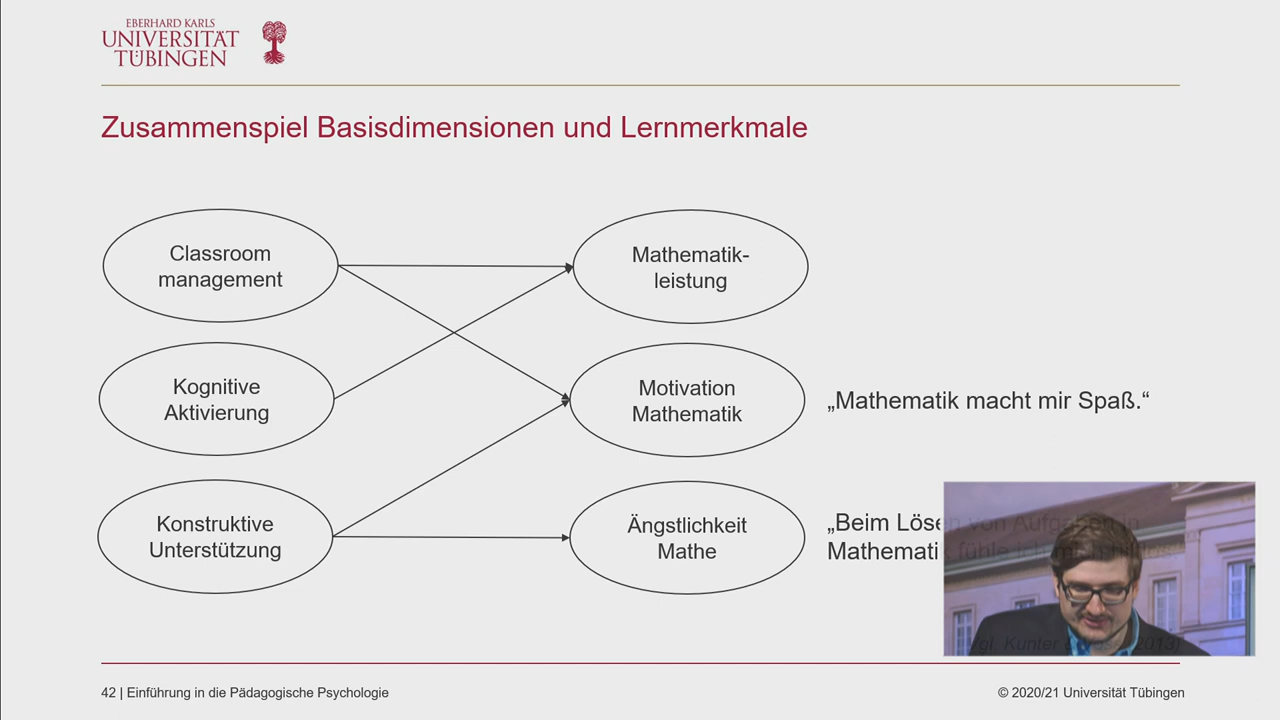 EBERHARD KARLS
UNIVERSITÄT
TÜBINGEN
Zusammenspiel Basisdimensionen und Lernmerkmale
Classroom
management
Mathematik-
leistung
Kognitive
Aktivierung
Motivation
Mathematik
„Mathematik macht mir Spaß.“
Konstruktive
Unterstützung
Ängstlichkeit
Mathe
„Beim Lösen von Aufgaben in
Mathematik fühle ich mich
Kunter 2013)
42 | Einführung in die Pädagogische Psychologie
© 2020/21 Universität Tübingen